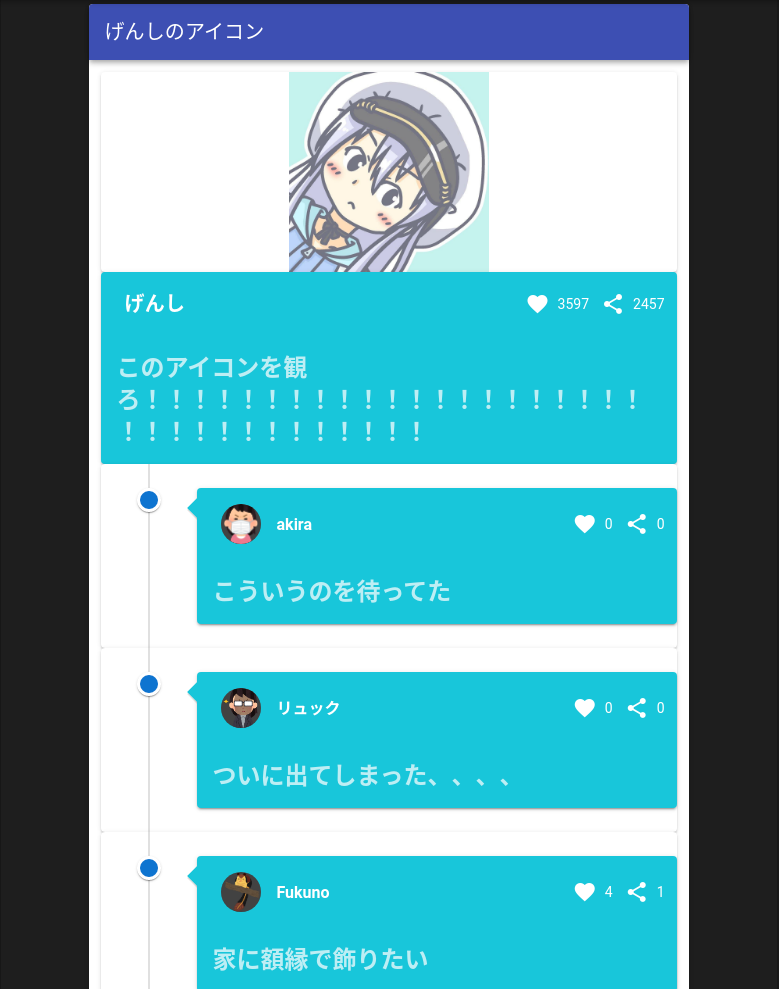 げんしのアイコン
げんし 3597 2457
このアイコンを観
ろ！！！！！！！！！！！！！！！！！！！！！
！！！！！！！！！！！！！
akira 0 0
こういうのを待ってた
リュック 0 0
ついに出てしまった、、、、
Fukuno 4 1
家に額縁で飾りたい